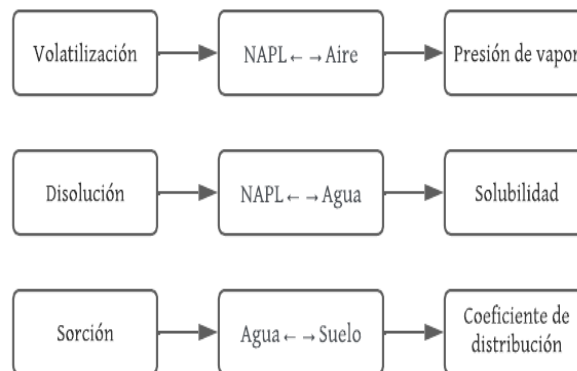 Volatilización
NAPL ← → Aire
Presión de vapor
Disolución
NAPL ← → Agua
Solubilidad
Sorción
Agua ← → Suelo
Coeficiente de
distribución